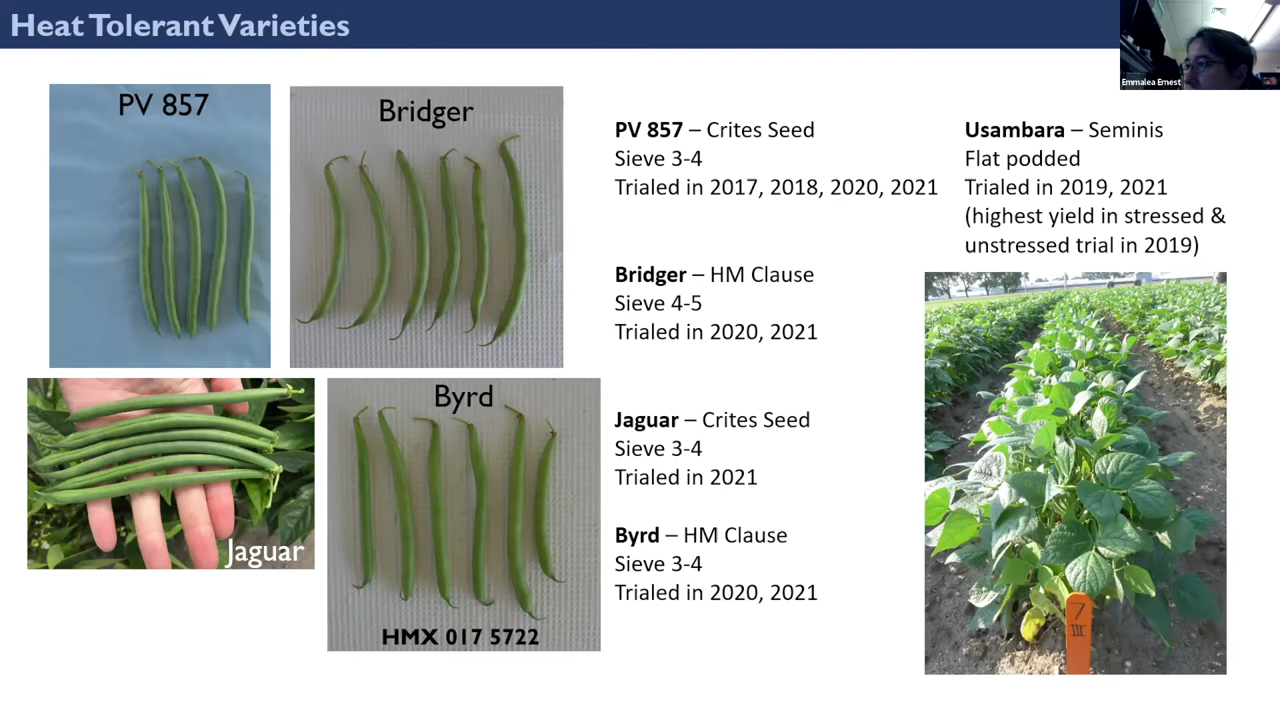 Heat Tolerant Varieties
Emmalea Ernest
PV 857
Bridger
Jaguar
Byrd
HMX 017 5722
PV 857 – Crites Seed
Sieve 3-4
Trialed in 2017, 2018, 2020, 2021
Bridger – HM Clause
Sieve 4-5
Trialed in 2020, 2021
Jaguar – Crites Seed
Sieve 3-4
Trialed in 2021
Byrd – HM Clause
Sieve 3-4
Trialed in 2020, 2021
Usambara – Seminis
Flat podded
Trialed in 2019, 2021
(highest yield in stressed &
unstressed trial in 2019)
7
III